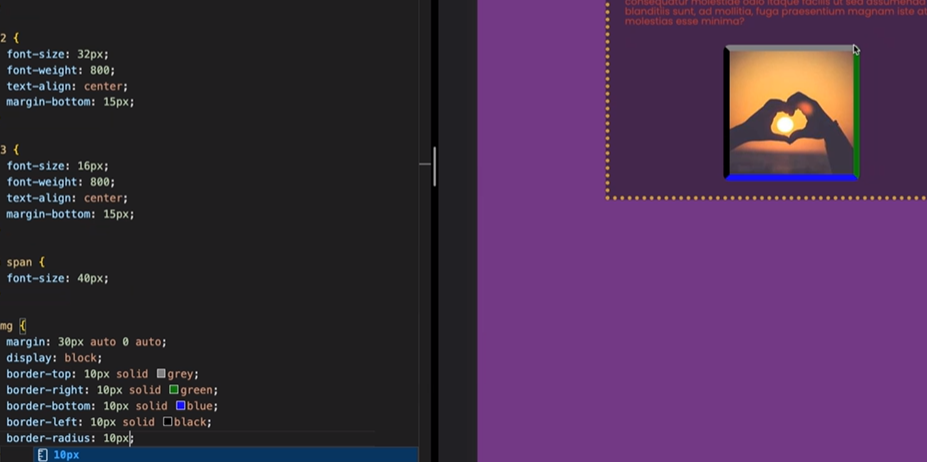 2 {
font-size: 32px;
font-weight: 800;
text-align: center;
margin-bottom: 15px;
3 {
font-size: 16px;
font-weight: 800;
text-align: center;
margin-bottom: 15px;
span {
font-size: 40px;
mg {
margin: 30px auto 0 auto;
display: block;
border-top: 10px solid grey;
border-right: 10px solid green;
border-bottom: 10px solid blue;
border-left: 10px solid black;
border-radius: 10px;
10px
consequatur molestiae odio itaque facilis ut sed assumenda
blanditiis sunt, ad mollitia, fuga praesentium magnam iste at
molestias esse minima?